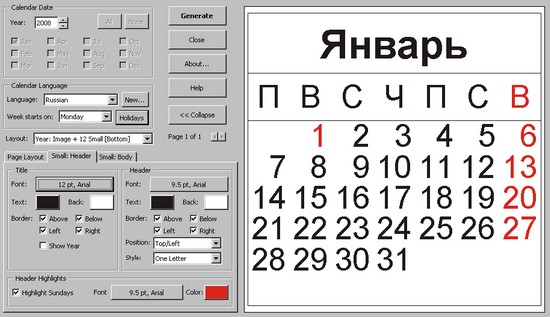 Calendar Date
Year: 2008 All None
Jan Apr Jul Oct
Feb May Aug Nov
Mar Jun Sep Dec
Calendar Language
Language: Russian New...
Week starts on: Monday Holidays
Layout: Year: Image + 12 Small [Bottom]
Generate
Close
About...
Help
<< Collapse
Page 1 of 1
Page Layout Small: Header Small: Body
Title
Font: 12 pt, Arial
Text: Back:
Border: Above Below
Left Right
Show Year
Header
Font: 9.5 pt, Arial
Text: Back:
Border: Above Below
Left Right
Position: Top/Left
Style: One Letter
Header Highlights
Highlight Sundays Font 9.5 pt, Arial Color:
Январь
П В С Ч П С В
1 2 3 4 5 6
7 8 9 10 11 12 13
14 15 16 17 18 19 20
21 22 23 24 25 26 27
28 29 30 31